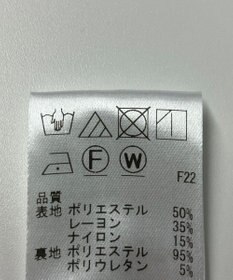 F W
F22
品質
表地 ポリエステル 50%
レーヨン 35%
ナイロン 15%
裏地 ポリエステル 95%
ポリウレタン 5%